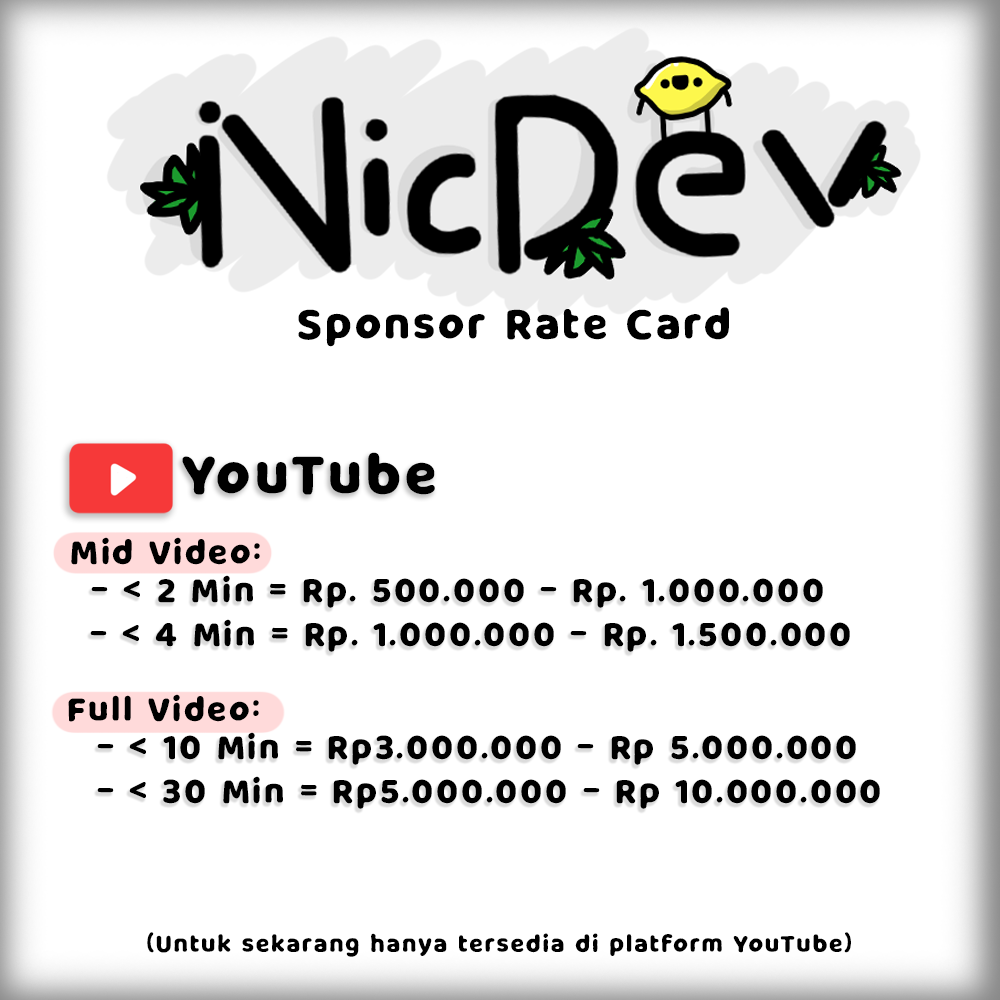 iNicDev
Sponsor Rate Card
YouTube
Mid Video:
- < 2 Min = Rp. 500.000 - Rp. 1.000.000
- < 4 Min = Rp. 1.000.000 - Rp. 1.500.000
Full Video:
- < 10 Min = Rp3.000.000 - Rp 5.000.000
- < 30 Min = Rp5.000.000 - Rp 10.000.000
(Untuk sekarang hanya tersedia di platform YouTube)